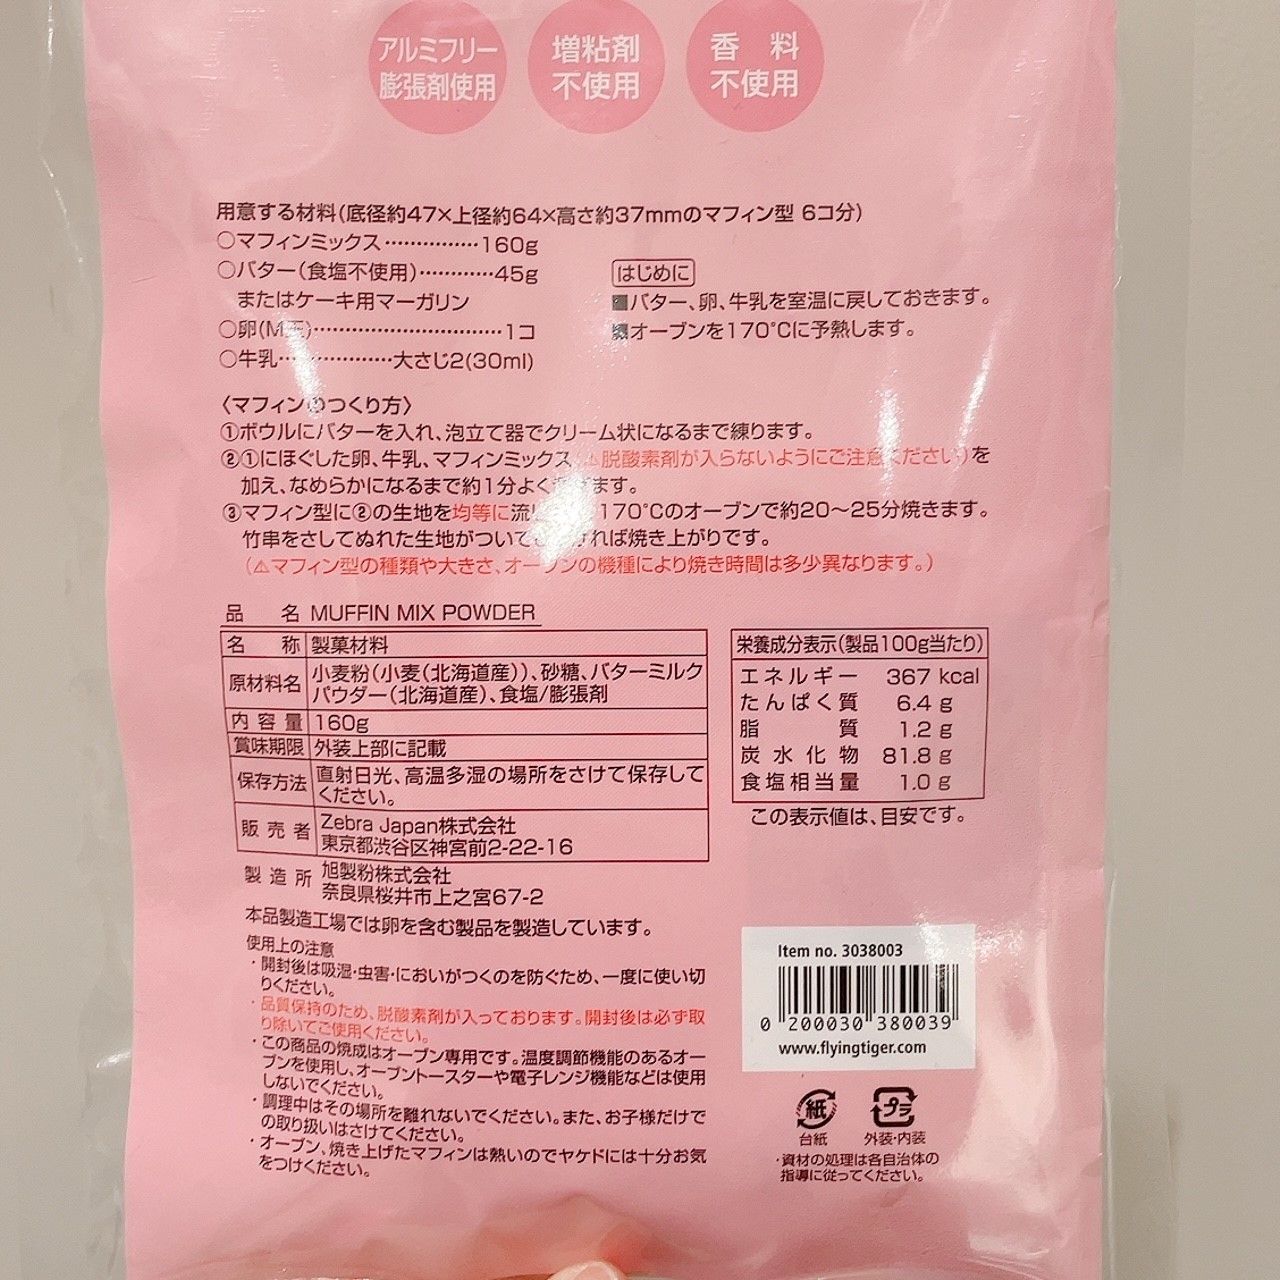 アルミフリー
膨張剤使用
増粘剤
不使用
香料
不使用
用意する材料(底径約47×上径約64×高さ約37mmのマフィン型 6コ分)
○マフィンミックス……………160g
○バター(食塩不使用)…………45g
またはケーキ用マーガリン
○卵(M)…………………………1コ
○牛乳………………大さじ2(30ml)
はじめに
■バター、卵、牛乳を室温に戻しておきます。
■オーブンを170℃に予熱します。
〈マフィンのつくり方〉
①ボウルにバターを入れ、泡立て器でクリーム状になるまで練ります。
②①にほぐした卵、牛乳、マフィンミックス(⚠脱酸素剤が入らないようにご注意ください)を
加え、なめらかになるまで約1分よくます。
③マフィン型に②の生地を均等に流し 170℃のオーブンで約20〜25分焼きます。
竹串をさしてぬれた生地がついてければ焼き上がりです。
(⚠マフィン型の種類や大きさ、オーブンの機種により焼き時間は多少異なります。)
品名 MUFFIN MIX POWDER
名称 製菓材料
原材料名 小麦粉(小麦(北海道産))、砂糖、バターミルク
パウダー(北海道産)、食塩/膨張剤
内容量 160g
賞味期限 外装上部に記載
保存方法 直射日光、高温多湿の場所をさけて保存して
ください。
販売者 Zebra Japan株式会社
東京都渋谷区神宮前2-22-16
製造所 旭製粉株式会社
奈良県桜井市上之宮67-2
本品製造工場では卵を含む製品を製造しています。
栄養成分表示(製品100g当たり)
エネルギー 367 kcal
たんぱく質 6.4 g
脂質 1.2 g
炭水化物 81.8 g
食塩相当量 1.0 g
この表示値は、目安です。
使用上の注意
・開封後は吸湿・虫害・においがつくのを防ぐため、一度に使い切
りください。
・品質保持のため、脱酸素剤が入っております。開封後は必ず取
り除いてご使用ください。
・この商品の焼成はオーブン専用です。温度調節機能のあるオー
ブンを使用し、オーブントースターや電子レンジ機能などは使用
しないでください。
・調理中はその場所を離れないでください。また、お子様だけで
の取り扱いはさけてください。
・オーブン、焼き上げたマフィンは熱いのでヤケドには十分お気
をつけください。
Item no. 3038003
0 200030 380039
www.flyingtiger.com
紙
台紙
プラ
外装・内装
・資材の処理は各自治体の
指導に従ってください。